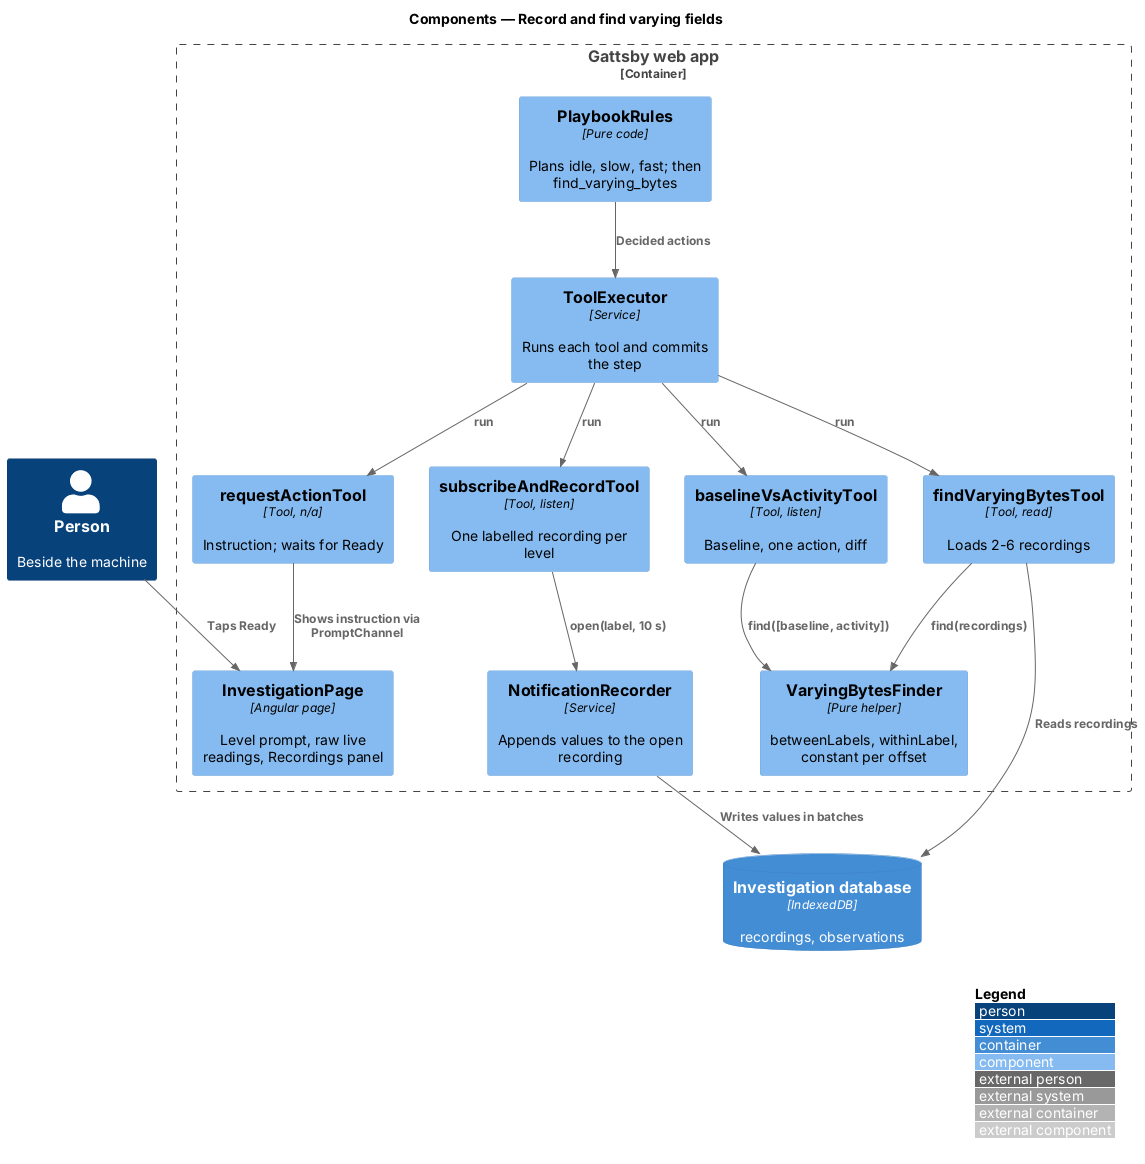 Components — Record and find varying fields
Gattsby web app
[Container]
PlaybookRules
[Pure code]
Plans idle, slow, fast; then
find_varying_bytes
Decided actions
ToolExecutor
[Service]
Runs each tool and commits
the step
run
run
run
run
Person
Beside the machine
requestActionTool
[Tool, n/a]
Instruction; waits for Ready
subscribeAndRecordTool
[Tool, listen]
One labelled recording per
level
baselineVsActivityTool
[Tool, listen]
Baseline, one action, diff
findVaryingBytesTool
[Tool, read]
Loads 2-6 recordings
Taps Ready
Shows instruction via
PromptChannel
open(label, 10 s)
find([baseline, activity])
find(recordings)
InvestigationPage
[Angular page]
Level prompt, raw live
readings, Recordings panel
NotificationRecorder
[Service]
Appends values to the open
recording
VaryingBytesFinder
[Pure helper]
betweenLabels, withinLabel,
constant per offset
Reads recordings
Writes values in batches
Investigation database
[IndexedDB]
recordings, observations
Legend
person
system
container
component
external person
external system
external container
external component